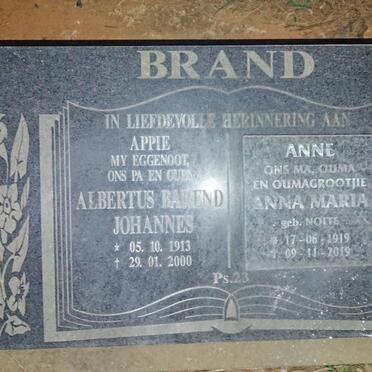 BRAND
IN LIEFDEVOLLE HERINNERING AAN
APPIE
MY EGGENOOT,
ONS PA EN OUPA
ALBERTUS BAREND
JOHANNES
* 05. 10. 1913
† 29. 01. 2000
ANNE
ONS MA, OUMA
EN OUMAGROOTJIE
ANNA MARIA
geb. NOLTE
* 17-06-1919
† 09-11-2019
Ps.23